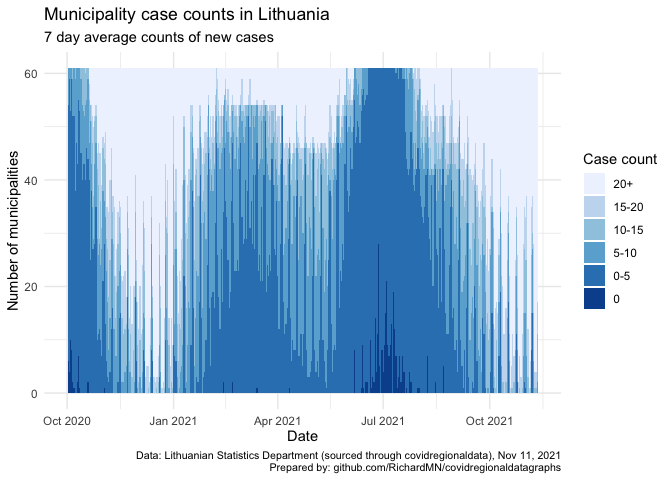 Municipality case counts in Lithuania
7 day average counts of new cases
Number of municipalities
60
40
20
0
Oct 2020
Jan 2021
Apr 2021
Jul 2021
Oct 2021
Date
Case count
20+
15-20
10-15
5-10
0-5
0
Data: Lithuanian Statistics Department (sourced through covidregionaldata), Nov 11, 2021
Prepared by: github.com/RichardMN/covidregionaldatagraphs